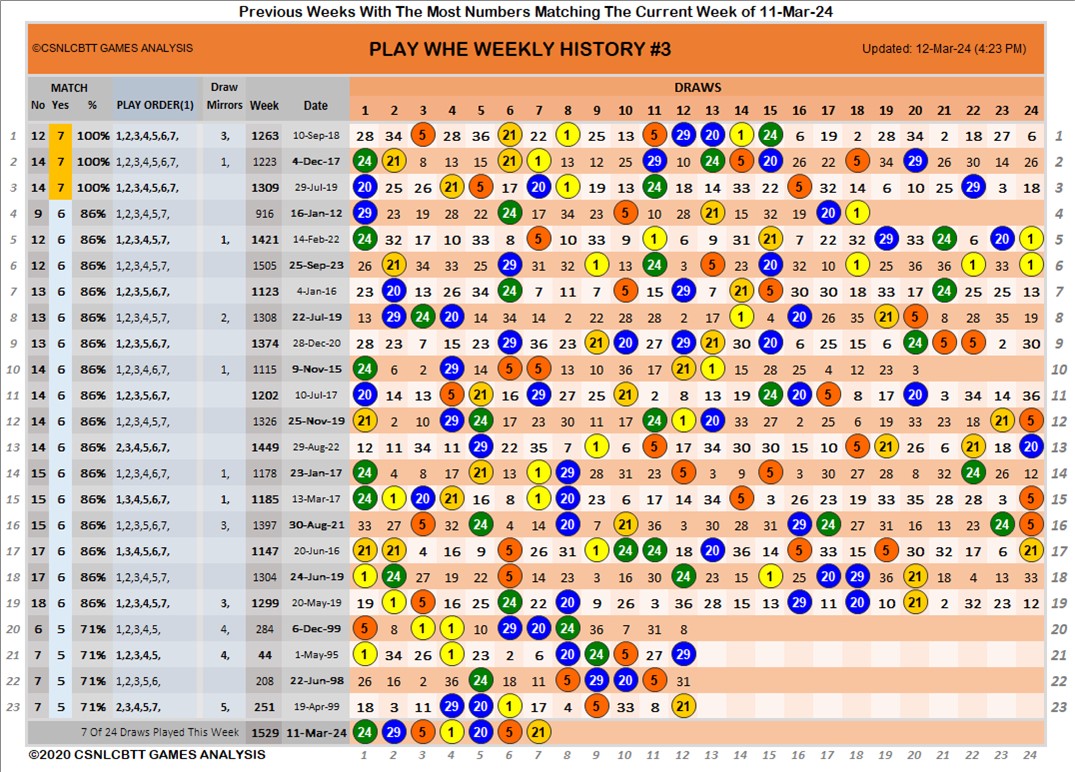 Previous Weeks With The Most Numbers Matching The Current Week of 11-Mar-24
©CSNLCBTT GAMES ANALYSIS PLAY WHE WEEKLY HISTORY #3 Updated: 12-Mar-24 (4:23 PM)
MATCH Draw DRAWS
No Yes % PLAY ORDER(1) Mirrors Week Date 1 2 3 4 5 6 7 8 9 10 11 12 13 14 15 16 17 18 19 20 21 22 23 24
1 12 7 100% 1,2,3,4,5,6,7, 3, 1263 10-Sep-18 28 34 5 28 36 21 22 1 25 13 5 29 20 1 24 6 19 2 28 34 2 18 27 6 1
2 14 7 100% 1,2,3,4,5,6,7, 1, 1223 4-Dec-17 24 21 8 13 15 21 1 13 12 25 29 10 24 5 20 26 22 5 34 29 26 30 14 26 2
3 14 7 100% 1,2,3,4,5,6,7, 1309 29-Jul-19 20 25 26 21 5 17 20 1 19 13 24 18 14 33 22 5 32 14 6 10 25 29 3 18 3
4 9 6 86% 1,2,3,4,5,7, 916 16-Jan-12 29 23 19 28 22 24 17 34 23 5 10 28 21 15 32 19 20 1 4
5 12 6 86% 1,2,3,4,5,7, 1, 1421 14-Feb-22 24 32 17 10 33 8 5 10 33 9 1 6 9 31 21 7 22 32 29 33 24 6 20 1 5
6 12 6 86% 1,2,3,4,5,7, 1505 25-Sep-23 26 21 34 33 25 29 31 32 1 13 24 3 5 23 20 32 10 1 25 36 36 1 33 1 6
7 13 6 86% 1,2,3,5,6,7, 1123 4-Jan-16 23 20 13 26 34 24 7 11 7 5 15 29 7 21 5 30 30 18 33 17 24 25 25 13 7
8 13 6 86% 1,2,3,4,6,7, 2, 1308 22-Jul-19 13 29 24 20 14 34 14 2 22 28 28 2 17 1 4 20 26 35 21 5 8 28 35 19 8
9 13 6 86% 1,2,3,5,6,7, 1374 28-Dec-20 28 23 7 15 23 29 36 23 21 20 27 29 21 30 20 6 25 15 6 24 5 5 2 30 9
10 14 6 86% 1,2,3,4,6,7, 1, 1115 9-Nov-15 24 6 2 29 14 5 5 13 10 36 17 21 1 15 28 25 4 12 23 3 10
11 14 6 86% 1,2,3,5,6,7, 1202 10-Jul-17 20 14 13 5 21 16 29 27 25 21 2 8 13 19 24 20 5 8 17 20 3 34 14 36 11
12 14 6 86% 1,2,3,4,6,7, 1326 25-Nov-19 21 2 10 29 24 17 23 30 11 17 24 1 20 33 27 2 25 6 29 33 23 18 21 5 12
13 14 6 86% 2,3,4,5,6,7, 1449 29-Aug-22 12 11 34 11 29 22 35 7 1 6 5 17 34 30 30 15 10 5 21 26 6 21 18 20 13
14 15 6 86% 1,2,3,4,6,7, 1, 1178 23-Jan-17 24 4 8 17 21 13 1 29 28 31 23 5 3 9 5 30 27 28 8 32 22 24 26 12 14
15 15 6 86% 1,3,4,5,6,7, 1, 1185 13-Mar-17 24 1 20 21 16 8 1 20 23 6 17 14 34 5 3 26 23 19 33 35 28 28 3 5 15
16 15 6 86% 1,2,3,5,6,7, 3, 1397 30-Aug-21 33 27 5 32 24 4 14 20 7 21 36 3 30 28 31 29 24 27 31 16 13 23 24 5 16
17 17 6 86% 1,3,4,5,6,7, 1147 20-Jun-16 21 21 4 16 9 5 26 31 1 24 24 18 20 36 14 5 33 15 5 30 32 17 6 21 17
18 17 6 86% 1,2,3,4,5,7, 1304 24-Jun-19 1 24 27 19 22 5 14 23 3 16 30 24 13 14 1 25 20 29 36 21 18 4 13 33 18
19 18 6 86% 1,2,3,4,5,7, 3, 1299 20-May-19 19 1 5 16 25 24 22 20 9 26 3 36 28 15 13 29 11 20 10 21 2 32 23 12 19
20 6 5 71% 1,2,3,4,5, 4, 284 6-Dec-99 5 8 1 1 10 29 20 24 36 7 31 8 20
21 7 5 71% 1,2,3,4,5, 4, 44 1-May-95 1 34 26 1 23 2 6 20 24 5 27 29 21
22 7 5 71% 1,2,3,5,6, 208 22-Jun-98 26 16 2 36 24 18 11 5 29 20 5 31 22
23 7 5 71% 2,3,4,5,7, 5, 251 19-Apr-99 18 3 11 29 20 1 17 4 5 33 8 21 23
7 Of 24 Draws Played This Week 1529 11-Mar-24 24 29 5 1 20 5 21
©2020 CSNLCBTT GAMES ANALYSIS 1 2 3 4 5 6 7 8 9 10 11 12 13 14 15 16 17 18 19 20 21 22 23 24